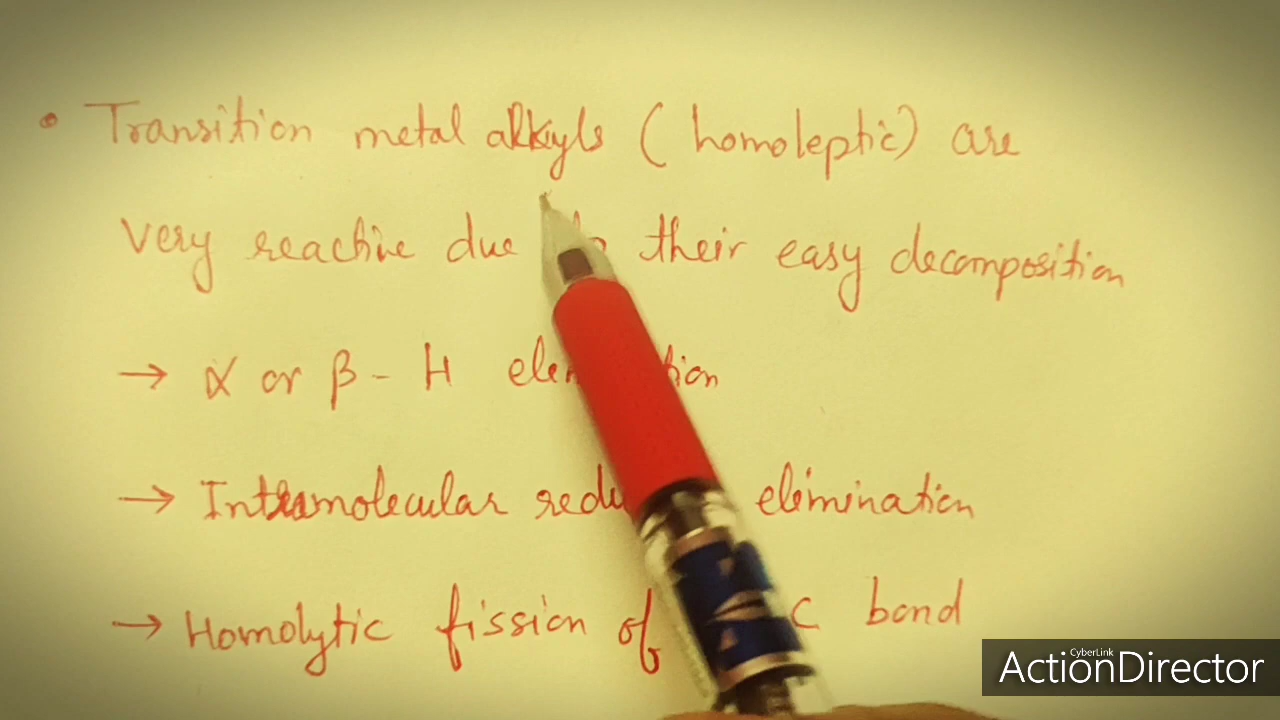 • Transition metal alkyls (homoleptic) are
very reactive due their easy decomposition
→ α or β - H
→ Intramolecular elimination
→ Homolytic fission of C bond
CyberLink
ActionDirector